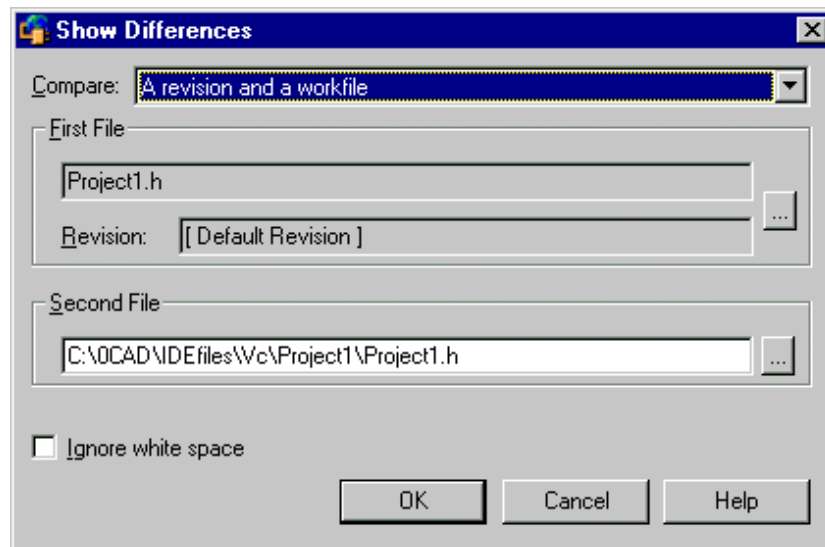 Show Differences
Compare: A revision and a workfile
First File
Project1.h
...
Revision: [ Default Revision ]
Second File
C:\0CAD\IDEfiles\Vc\Project1\Project1.h ...
Ignore white space
OK Cancel Help